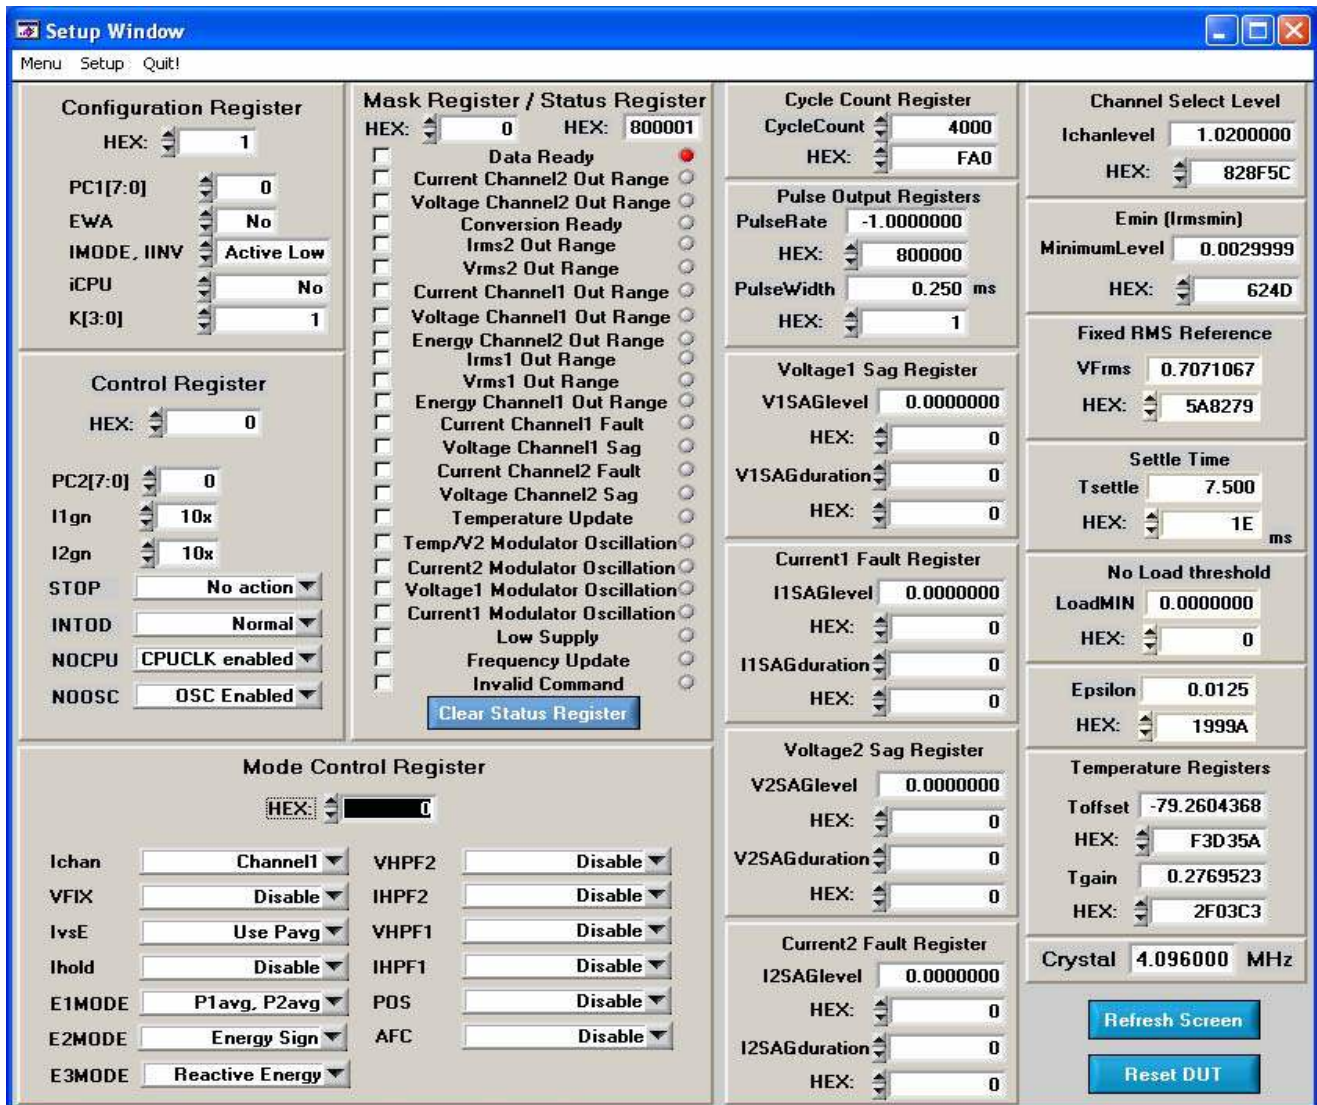 Setup Window
Menu Setup Quit!
Configuration Register
HEX: 1
PC1[7:0] 0
EWA No
IMODE, IINV Active Low
iCPU No
K[3:0] 1
Control Register
HEX: 0
PC2[7:0] 0
I1gn 10x
I2gn 10x
STOP No action
INTOD Normal
NOCPU CPUCLK enabled
NOOSC OSC Enabled
Mask Register / Status Register
HEX: 0 HEX: 800001
Data Ready
Current Channel2 Out Range
Voltage Channel2 Out Range
Conversion Ready
Irms2 Out Range
Vrms2 Out Range
Current Channel1 Out Range
Voltage Channel1 Out Range
Energy Channel2 Out Range
Irms1 Out Range
Vrms1 Out Range
Energy Channel1 Out Range
Current Channel1 Fault
Voltage Channel1 Sag
Current Channel2 Fault
Voltage Channel2 Sag
Temperature Update
Temp/V2 Modulator Oscillation
Current2 Modulator Oscillation
Voltage1 Modulator Oscillation
Current1 Modulator Oscillation
Low Supply
Frequency Update
Invalid Command
Clear Status Register
Mode Control Register
HEX: 0
Ichan Channel1
VFIX Disable
IvsE Use Pavg
Ihold Disable
E1MODE P1avg, P2avg
E2MODE Energy Sign
E3MODE Reactive Energy
VHPF2 Disable
IHPF2 Disable
VHPF1 Disable
IHPF1 Disable
POS Disable
AFC Disable
Cycle Count Register
CycleCount 4000
HEX: FA0
Pulse Output Registers
PulseRate -1.0000000
HEX: 800000
PulseWidth 0.250 ms
HEX: 1
Voltage1 Sag Register
V1SAGlevel 0.0000000
HEX: 0
V1SAGduration 0
HEX: 0
Current1 Fault Register
I1SAGlevel 0.0000000
HEX: 0
I1SAGduration 0
HEX: 0
Voltage2 Sag Register
V2SAGlevel 0.0000000
HEX: 0
V2SAGduration 0
HEX: 0
Current2 Fault Register
I2SAGlevel 0.0000000
HEX: 0
I2SAGduration 0
HEX: 0
Channel Select Level
Ichanlevel 1.0200000
HEX: 828F5C
Emin (Irmsmin)
MinimumLevel 0.0029999
HEX: 624D
Fixed RMS Reference
VFrms 0.7071067
HEX: 5A8279
Settle Time
Tsettle 7.500
HEX: 1E
ms
No Load threshold
LoadMIN 0.0000000
HEX: 0
Epsilon 0.0125
HEX: 1999A
Temperature Registers
Toffset -79.2604368
HEX: F3D35A
Tgain 0.2769523
HEX: 2F03C3
Crystal 4.096000 MHz
Refresh Screen
Reset DUT